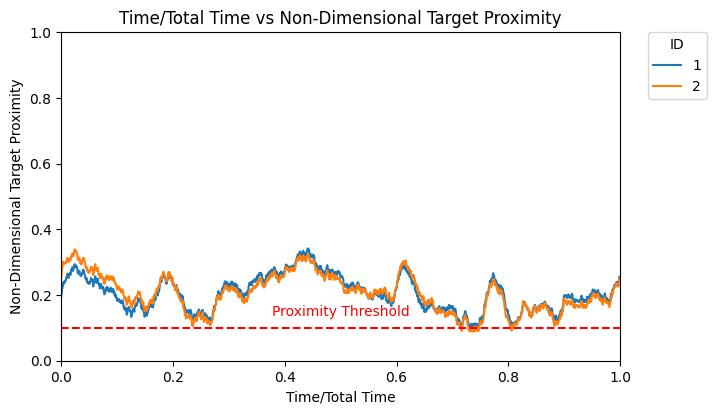 Time/Total Time vs Non-Dimensional Target Proximity
ID
1
2
Non-Dimensional Target Proximity
1.0
0.8
0.6
0.4
0.2
0.0
Proximity Threshold
0.0 0.2 0.4 0.6 0.8 1.0
Time/Total Time